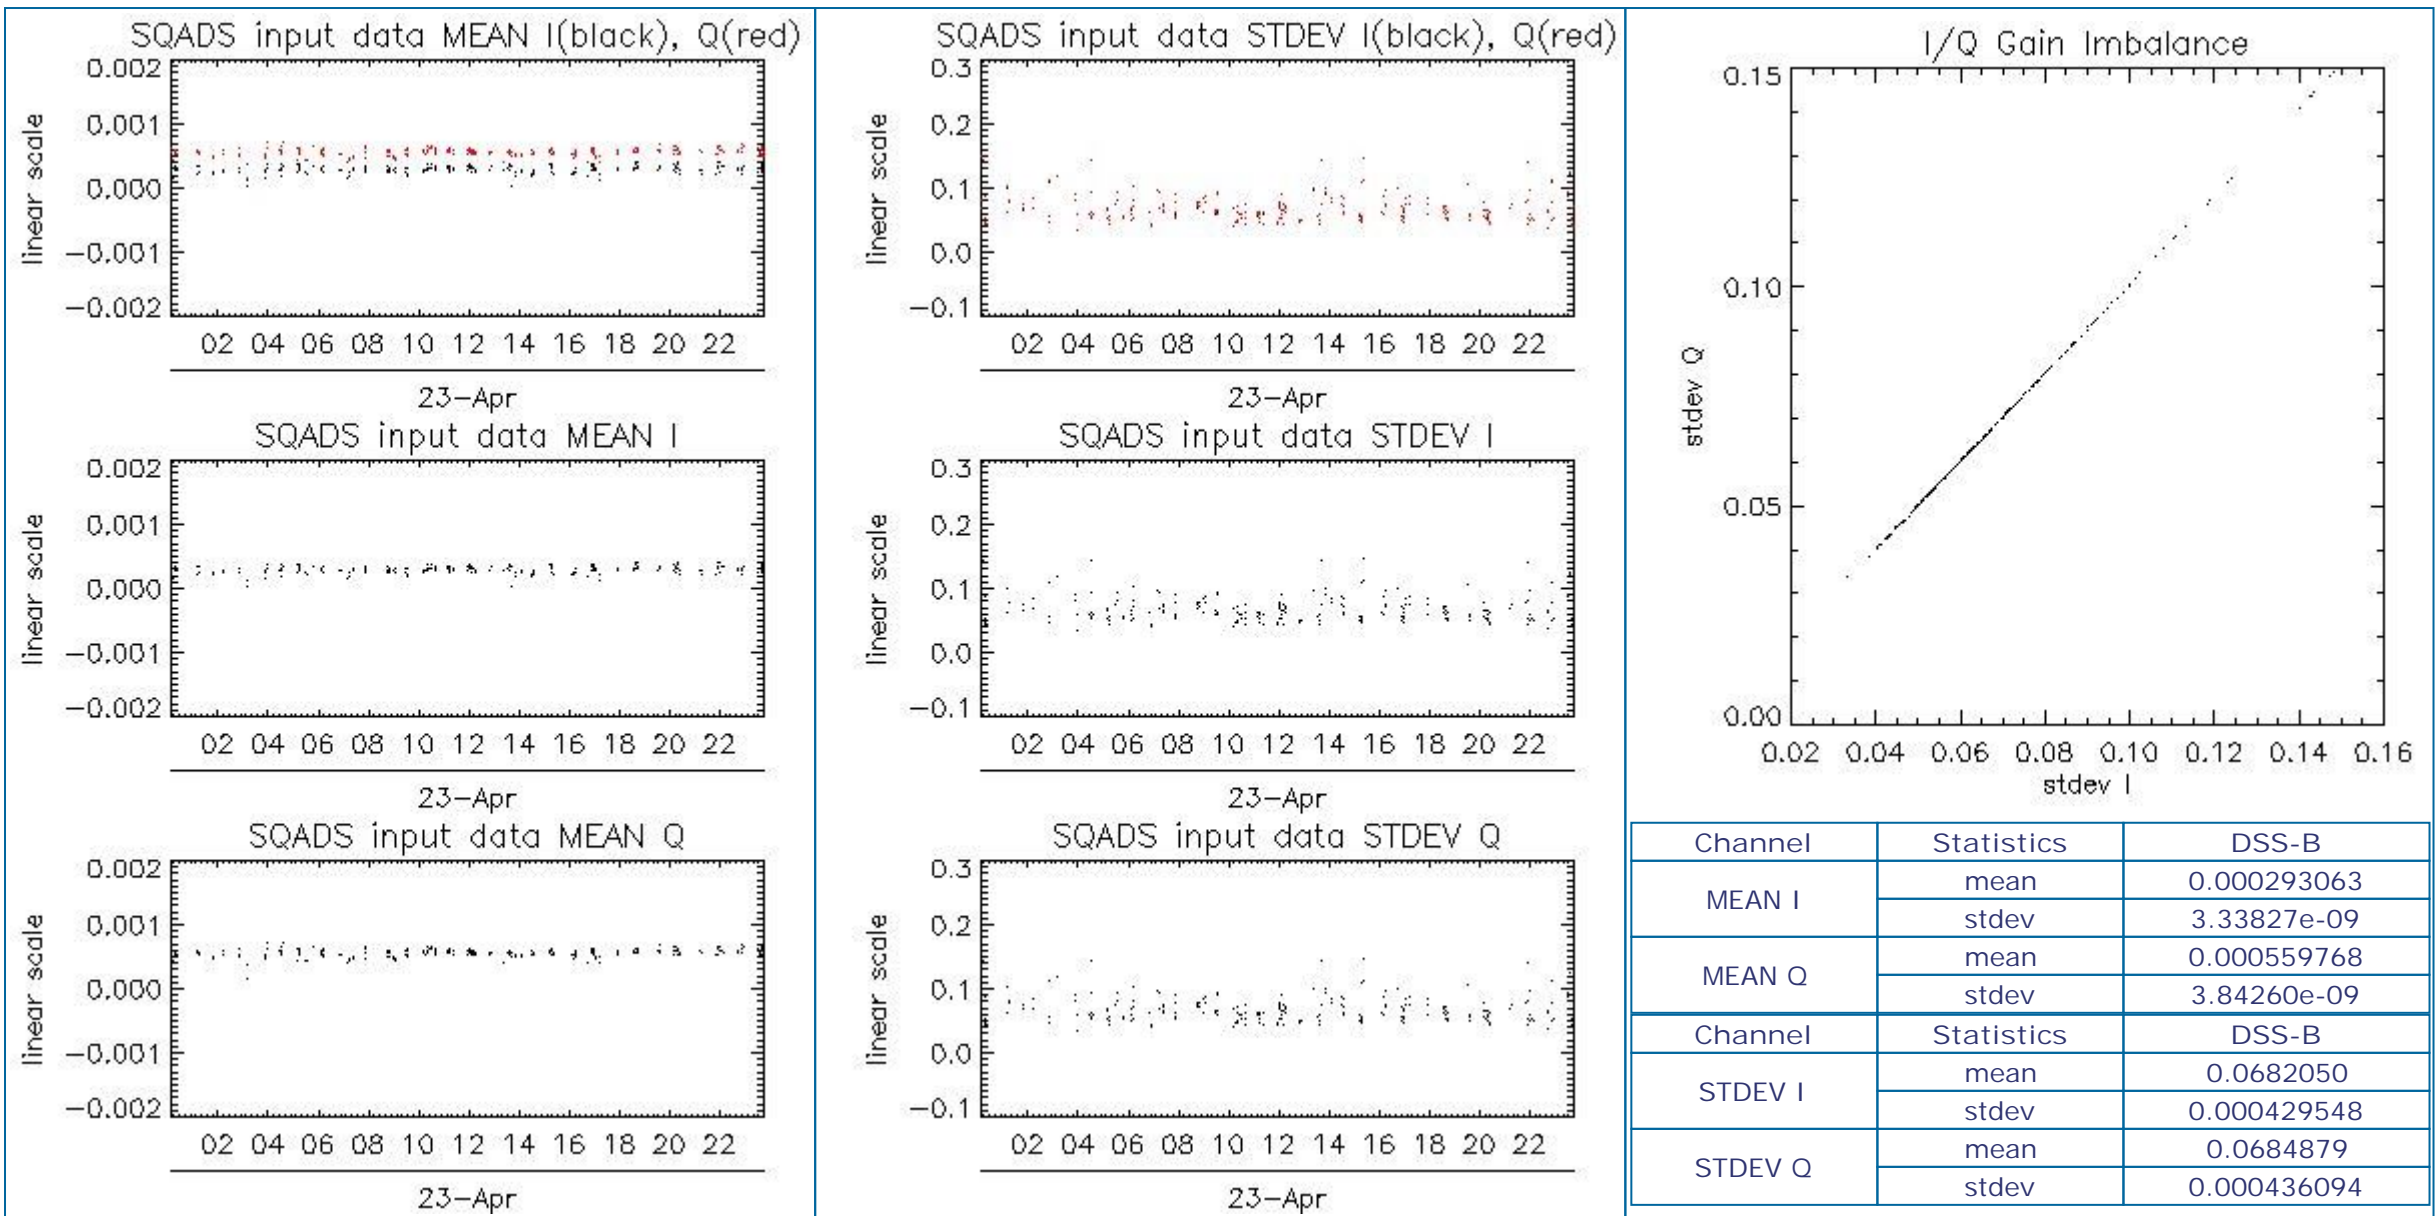 SQADS input data MEAN I(black), Q(red)
0.002
0.001
0.000
−0.001
−0.002
linear scale
02 04 06 08 10 12 14 16 18 20 22
23−Apr
SQADS input data MEAN I
0.002
0.001
0.000
−0.001
−0.002
linear scale
02 04 06 08 10 12 14 16 18 20 22
23−Apr
SQADS input data MEAN Q
0.002
0.001
0.000
−0.001
−0.002
linear scale
02 04 06 08 10 12 14 16 18 20 22
23−Apr
SQADS input data STDEV I(black), Q(red)
0.3
0.2
0.1
0.0
−0.1
linear scale
02 04 06 08 10 12 14 16 18 20 22
23−Apr
SQADS input data STDEV I
0.3
0.2
0.1
0.0
−0.1
linear scale
02 04 06 08 10 12 14 16 18 20 22
23−Apr
SQADS input data STDEV Q
0.3
0.2
0.1
0.0
−0.1
linear scale
02 04 06 08 10 12 14 16 18 20 22
23−Apr
I/Q Gain Imbalance
0.15
0.10
0.05
0.00
stdev Q
0.02 0.04 0.06 0.08 0.10 0.12 0.14 0.16
stdev I
Channel Statistics DSS-B
MEAN I mean 0.000293063
stdev 3.33827e-09
MEAN Q mean 0.000559768
stdev 3.84260e-09
Channel Statistics DSS-B
STDEV I mean 0.0682050
stdev 0.000429548
STDEV Q mean 0.0684879
stdev 0.000436094